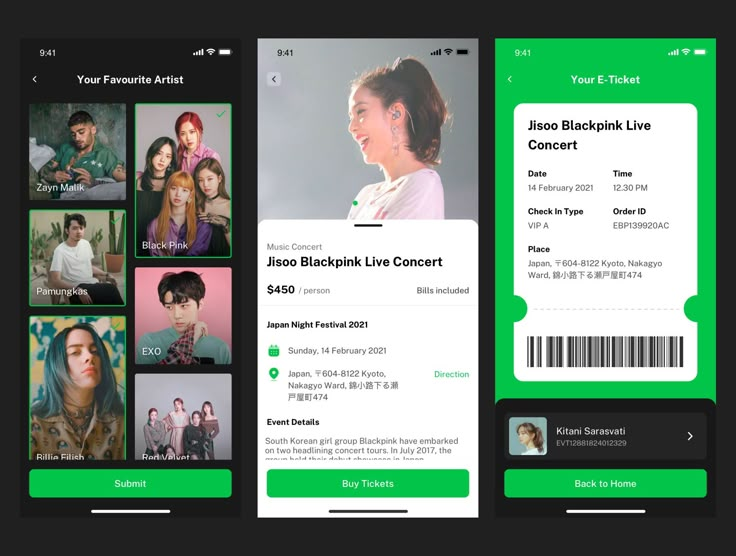 9:41
Your Favourite Artist
Zayn Malik
Black Pink
Pamungkas
EXO
Billie Eilish
Red Velvet
Submit
9:41
Music Concert
Jisoo Blackpink Live Concert
$450 / person
Bills included
Japan Night Festival 2021
Sunday, 14 February 2021
Japan, 〒604-8122 Kyoto,
Nakagyo Ward, 錦小路下る瀬
戸屋町474
Direction
Event Details
South Korean girl group Blackpink have embarked
on two headlining concert tours. In July 2017, the
group held their debut showcase in Japan
Buy Tickets
9:41
Your E-Ticket
Jisoo Blackpink Live
Concert
Date
Time
14 February 2021
12.30 PM
Check In Type
Order ID
VIP A
EBP139920AC
Place
Japan, 〒604-8122 Kyoto, Nakagyo
Ward, 錦小路下る瀬戸屋町474
Kitani Sarasvati
EVT12881824012329
Back to Home